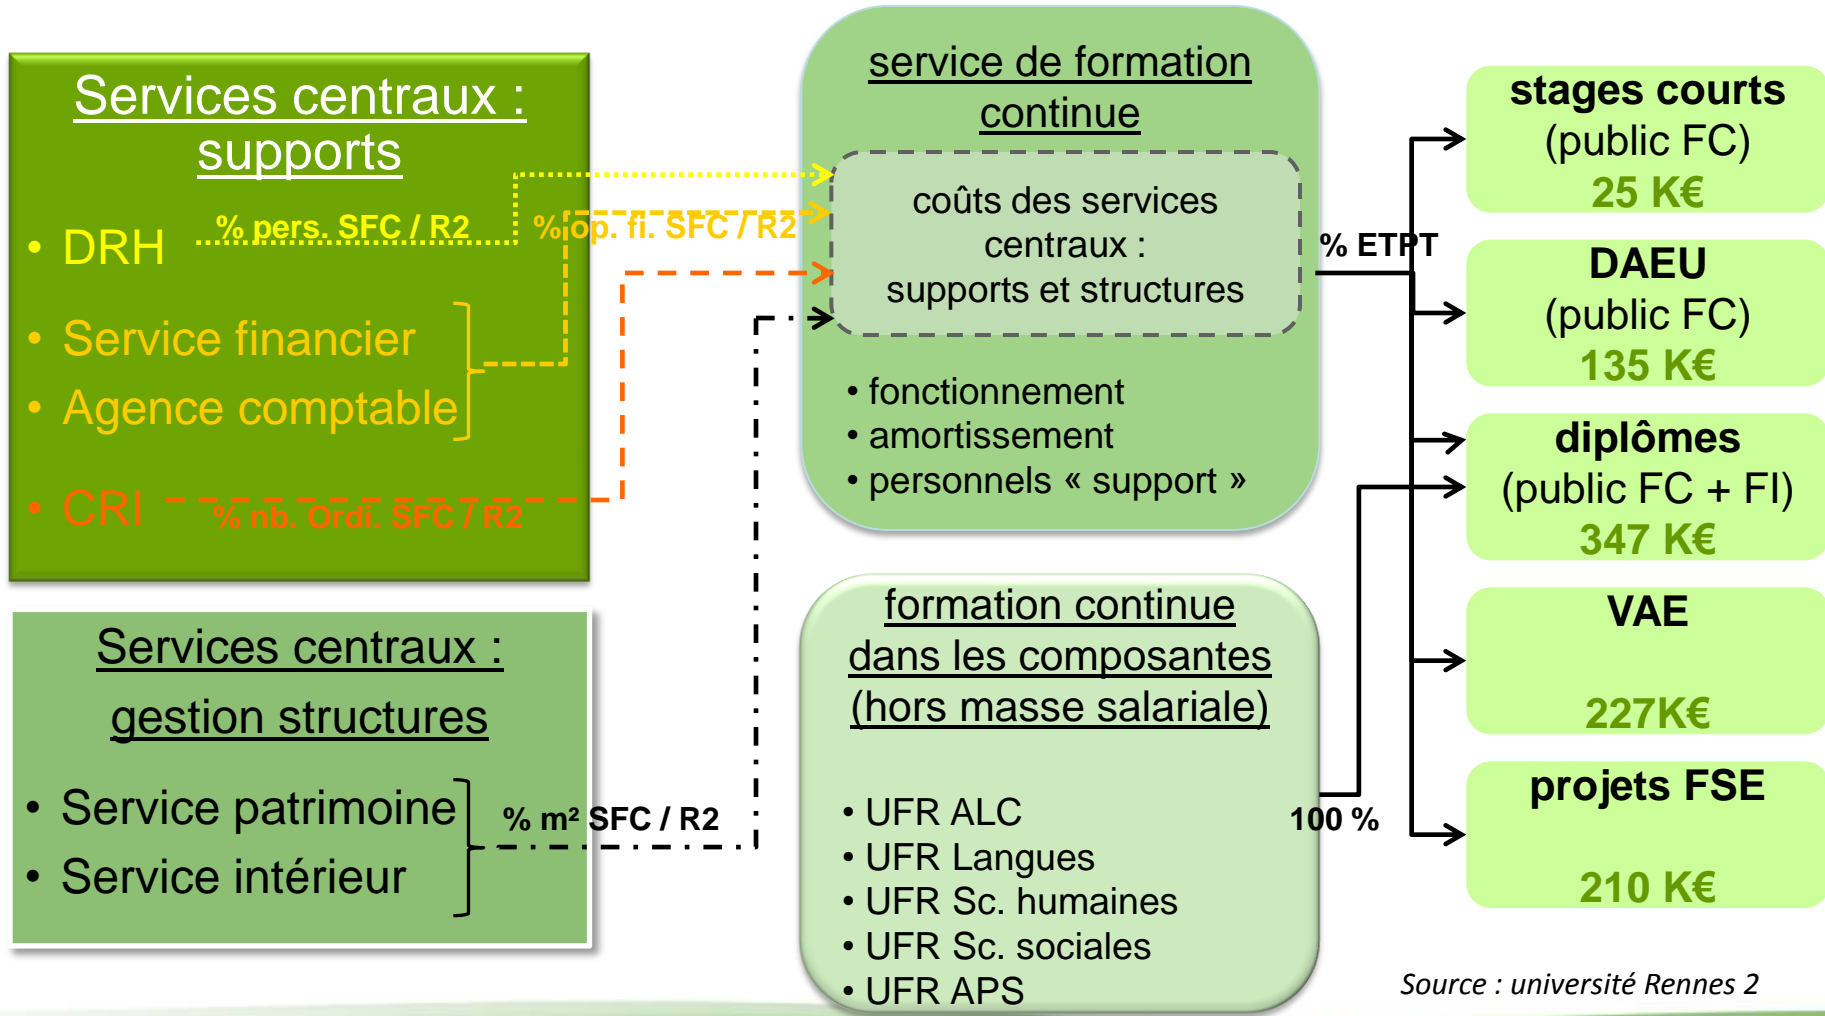 Services centraux :
supports
• DRH
% pers. SFC / R2
• Service financier
• Agence comptable
% op. fi. SFC / R2
• CRI
% nb. Ordi. SFC / R2
Services centraux :
gestion structures
• Service patrimoine
• Service intérieur
% m² SFC / R2
service de formation
continue
coûts des services
centraux :
supports et structures
• fonctionnement
• amortissement
• personnels « support »
% ETPT
formation continue
dans les composantes
(hors masse salariale)
• UFR ALC
• UFR Langues
• UFR Sc. humaines
• UFR Sc. sociales
• UFR APS
100 %
stages courts
(public FC)
25 K€
DAEU
(public FC)
135 K€
diplômes
(public FC + FI)
347 K€
VAE
227K€
projets FSE
210 K€
Source : université Rennes 2